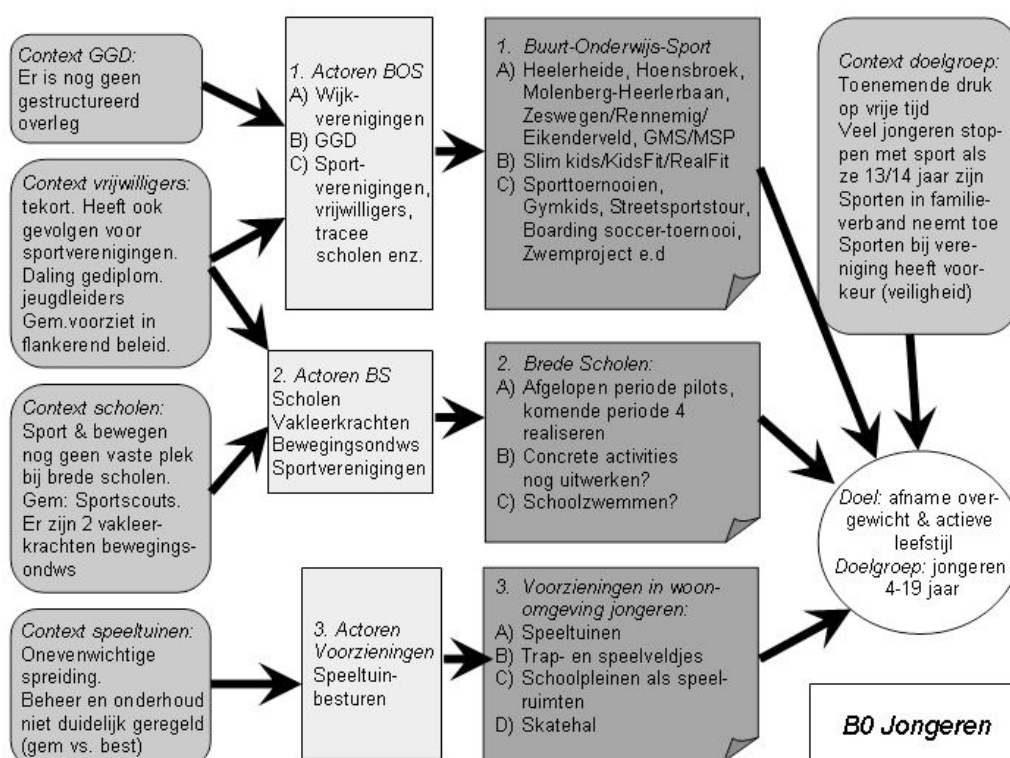 Context GGD:
Er is nog geen
gestructureerd
overleg
Context vrijwilligers:
tekort. Heeft ook
gevolgen voor
sportverenigingen.
Daling gediplom.
jeugdleiders
Gem.voorziet in
flankerend beleid.
Context scholen:
Sport & bewegen
nog geen vaste plek
bij brede scholen.
Gem: Sportscouts.
Er zijn 2 vakleer-
krachten bewegings-
ondws
Context speeltuinen:
Onevenwichtige
spreiding.
Beheer en onderhoud
niet duidelijk geregeld
(gem vs. best)
1. Actoren BOS
A) Wijk-
verenigingen
B) GGD
C) Sport-
verenigingen,
vrijwilligers,
tracee
scholen enz.
2. Actoren BS
Scholen
Vakleerkrachten
Bewegingsondws
Sportverenigingen
3. Actoren
Voorzieningen
Speeltuin-
besturen
1. Buurt-Onderwijs-Sport
A) Heelerheide, Hoensbroek,
Molenberg-Heerlerbaan,
Zeswegen/Rennemig/
Eikenderveld, GMS/MSP
B) Slim kids/KidsFit/RealFit
C) Sporttoernooien,
Gymkids, Streetsportstour,
Boarding soccer-toernooi,
Zwemproject e.d
2. Brede Scholen:
A) Afgelopen periode pilots,
komende periode 4
realiseren
B) Concrete activities
nog uitwerken?
C) Schoolzwemmen?
3. Voorzieningen in woon-
omgeving jongeren:
A) Speeltuinen
B) Trap- en speelveldjes
C) Schoolpleinen als speel-
ruimten
D) Skatehal
Context doelgroep:
Toenemende druk
op vrije tijd
Veel jongeren stop-
pen met sport als
ze 13/14 jaar zijn
Sporten in familie-
verband neemt toe
Sporten bij vere-
niging heeft voor-
keur (veiligheid)
Doel: afname over-
gewicht & actieve
leefstijl
Doelgroep: jongeren
4-19 jaar
B0 Jongeren